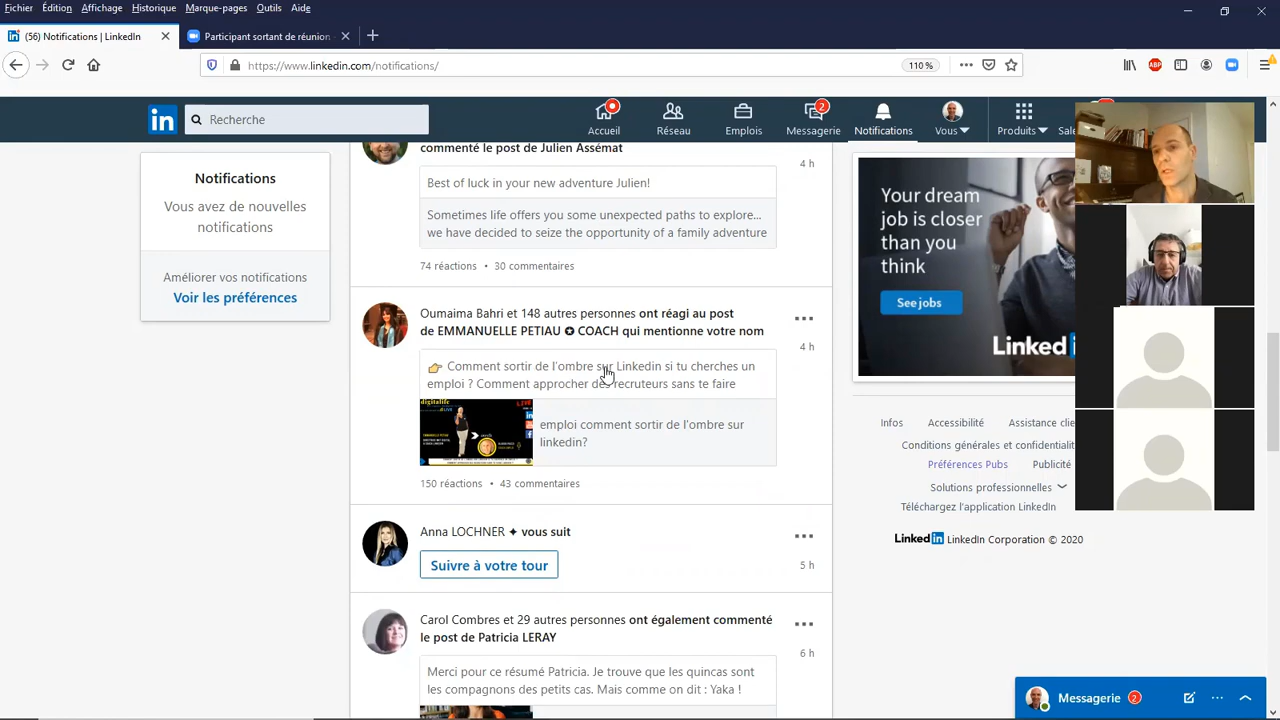 Fichier Édition Affichage Historique Marque-pages Outils Aide
(56) Notifications | LinkedIn
Participant sortant de réunion
https://www.linkedin.com/notifications/
110 %
ABP
in
Recherche
Accueil
Réseau
Emplois
2
Messagerie
Notifications
Vous
Produits
Notifications
Vous avez de nouvelles
notifications
Améliorer vos notifications
Voir les préférences
commenté le post de Julien Assémat
4 h
Best of luck in your new adventure Julien!
Sometimes life offers you some unexpected paths to explore...
we have decided to seize the opportunity of a family adventure
74 réactions • 30 commentaires
Oumaima Bahri et 148 autres personnes ont réagi au post
de EMMANUELLE PETIAU ✪ COACH qui mentionne votre nom
4 h
👉 Comment sortir de l'ombre sur Linkedin si tu cherches un
emploi ? Comment approcher des recruteurs sans te faire
digitalife
emploi comment sortir de l'ombre sur
linkedin?
150 réactions • 43 commentaires
Anna LOCHNER ✦ vous suit
Suivre à votre tour
5 h
Carol Combres et 29 autres personnes ont également commenté
le post de Patricia LERAY
6 h
Merci pour ce résumé Patricia. Je trouve que les quincas sont
les compagnons des petits cas. Mais comme on dit : Yaka !
Your dream
job is closer
than you
think
See jobs
Linked
Infos Accessibilité Assistance clie
Conditions générales et confidentialit
Préférences Pubs Publicité
Solutions professionnelles
Téléchargez l'application LinkedIn
Linkedin LinkedIn Corporation © 2020
Messagerie 2